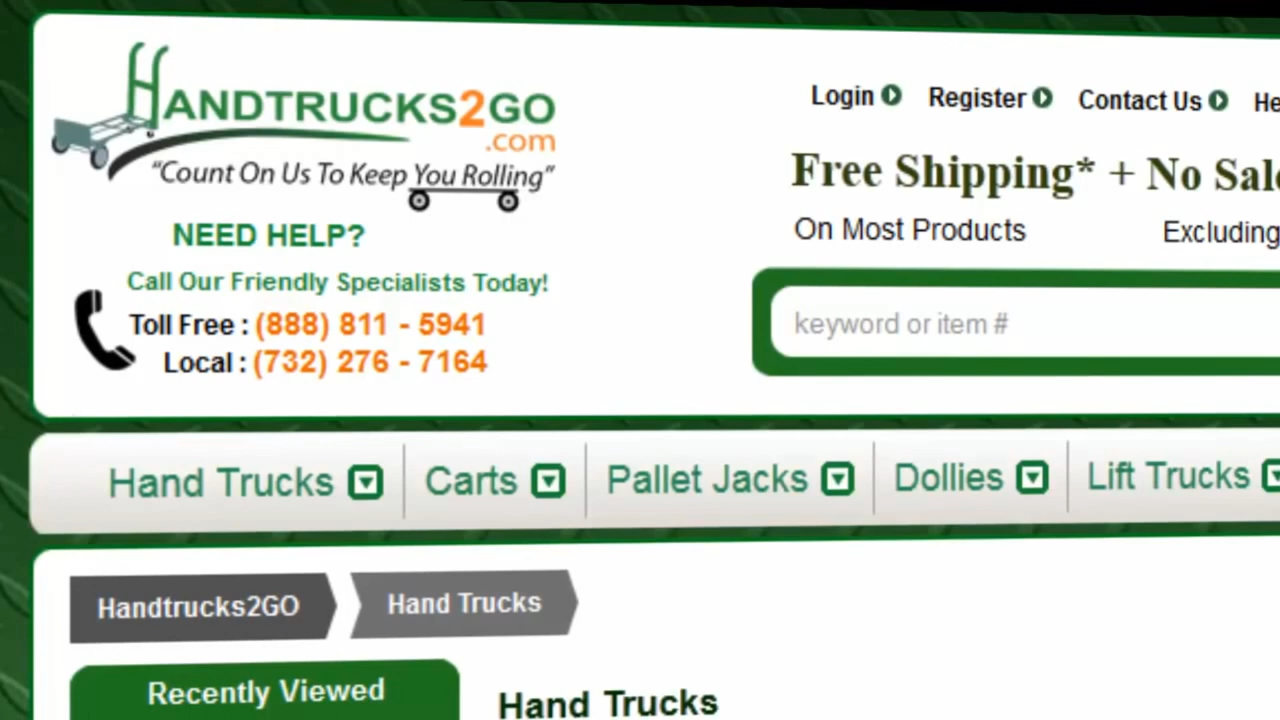 HANDTRUCKS2GO
.com
"Count On Us To Keep You Rolling"
NEED HELP?
Call Our Friendly Specialists Today!
Toll Free : (888) 811 - 5941
Local : (732) 276 - 7164
Login Register Contact Us
Free Shipping* + No
On Most Products Excluding
keyword or item #
Hand Trucks Carts Pallet Jacks Dollies Lift Trucks
Handtrucks2GO Hand Trucks
Recently Viewed
Hand Trucks